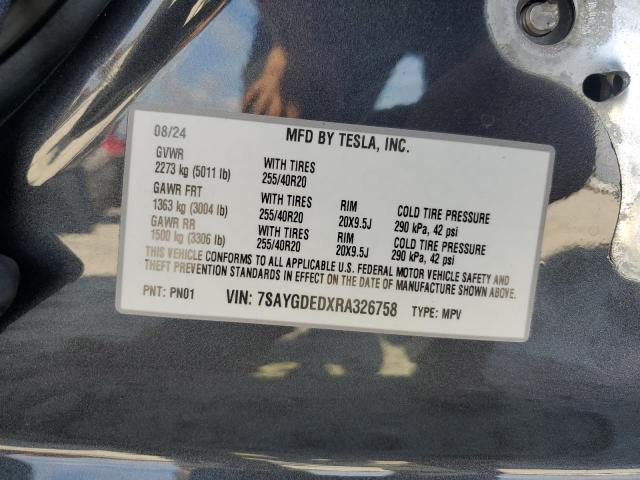 08/24 MFD BY TESLA, INC.
GVWR
2273 kg (5011 lb) WITH TIRES 255/40R20
GAWR FRT
1363 kg (3004 lb) WITH TIRES 255/40R20 RIM 20X9.5J COLD TIRE PRESSURE 290 kPa, 42 psi
GAWR RR
1500 kg (3306 lb) WITH TIRES 255/40R20 RIM 20X9.5J COLD TIRE PRESSURE 290 kPa, 42 psi
THIS VEHICLE CONFORMS TO ALL APPLICABLE U.S. FEDERAL MOTOR VEHICLE SAFETY AND
THEFT PREVENTION STANDARDS IN EFFECT ON THE DATE OF MANUFACTURE SHOWN ABOVE.
PNT: PN01 VIN: 7SAYGDEDXRA326758 TYPE: MPV